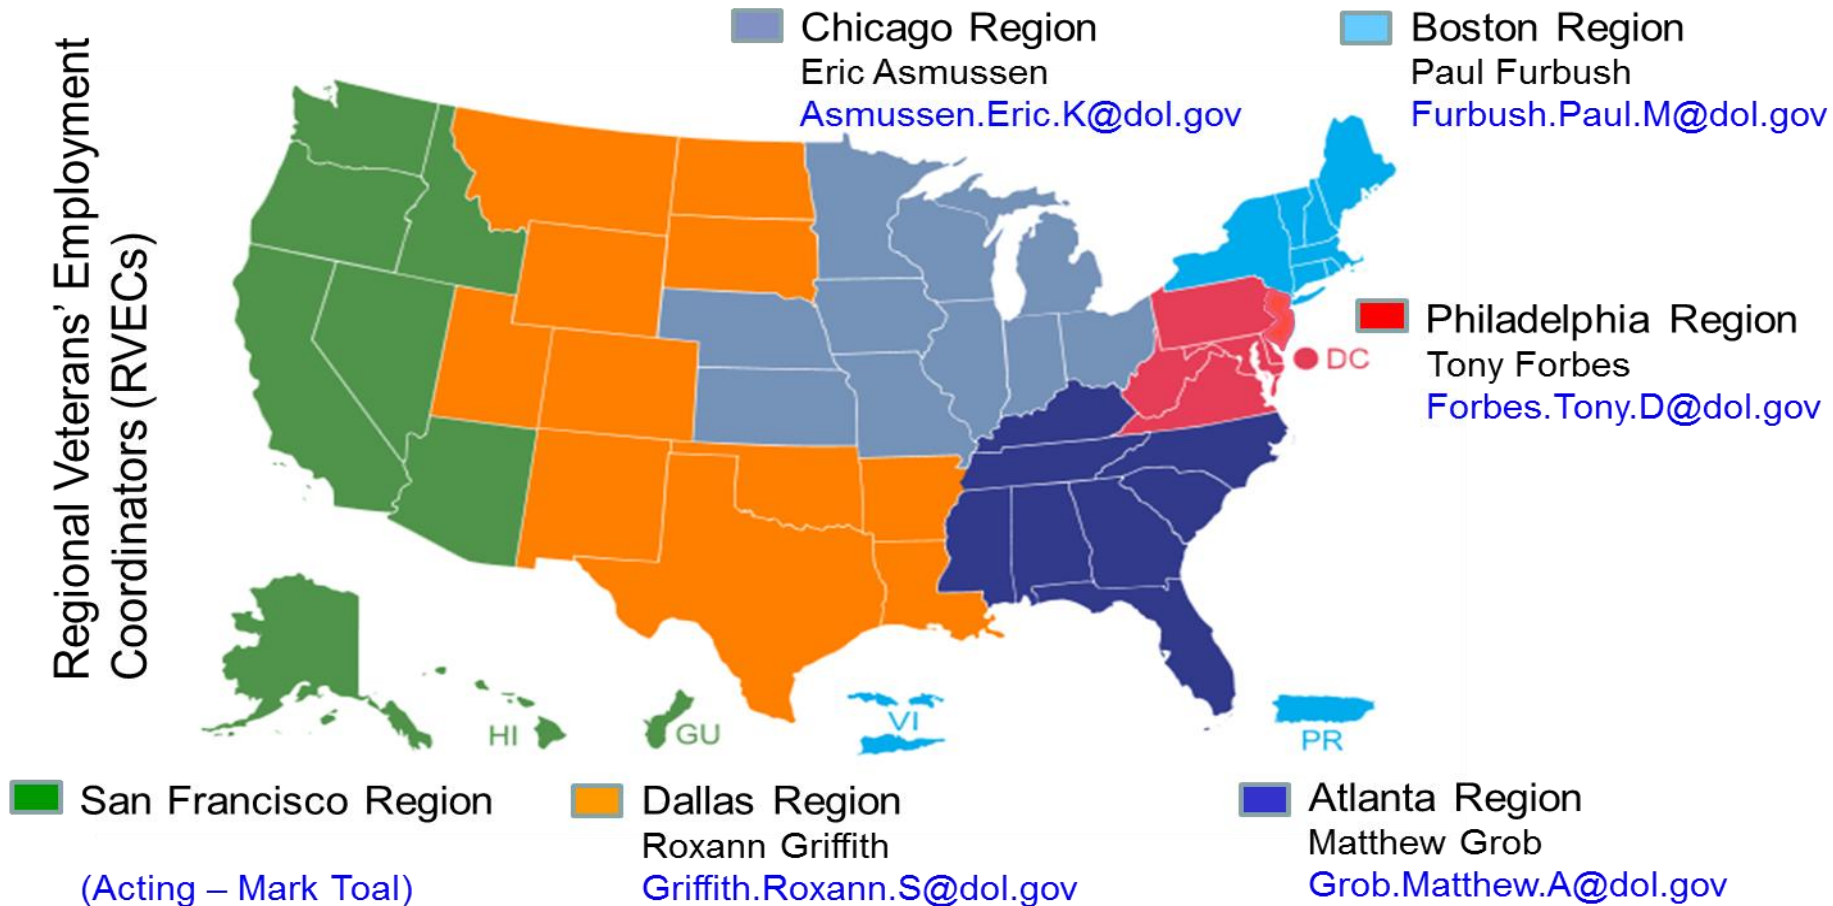 Regional Veterans’ Employment
Coordinators (RVECs)
Chicago Region
Eric Asmussen
Asmussen.Eric.K@dol.gov
Boston Region
Paul Furbush
Furbush.Paul.M@dol.gov
Philadelphia Region
Tony Forbes
Forbes.Tony.D@dol.gov
DC
HI
GU
VI
PR
San Francisco Region
(Acting – Mark Toal)
Dallas Region
Roxann Griffith
Griffith.Roxann.S@dol.gov
Atlanta Region
Matthew Grob
Grob.Matthew.A@dol.gov